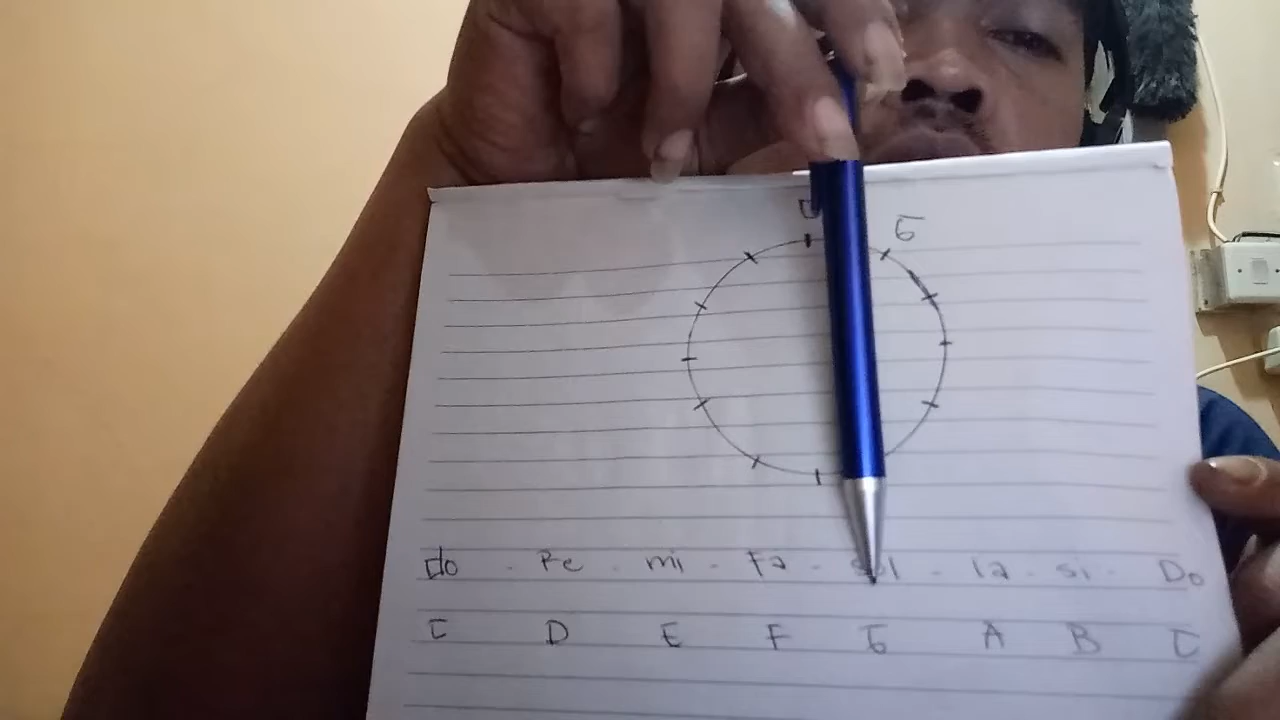 G
do - Re - mi - Fa - sol - la - si - Do
C D E F G A B C